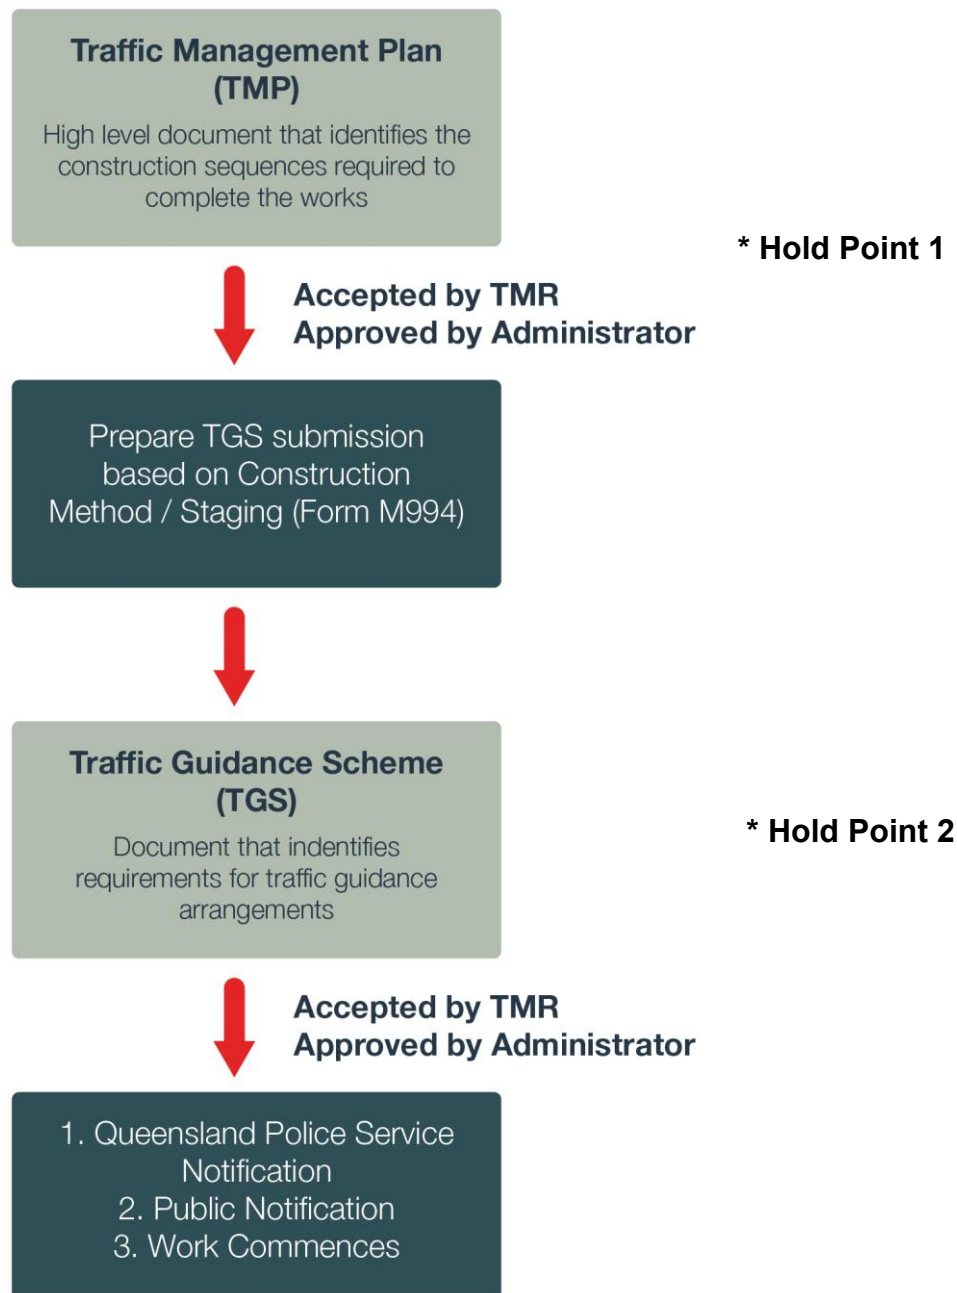 Traffic Management Plan
(TMP)
High level document that identifies the
construction sequences required to
complete the works
* Hold Point 1
Accepted by TMR
Approved by Administrator
Prepare TGS submission
based on Construction
Method / Staging (Form M994)
Traffic Guidance Scheme
(TGS)
Document that indentifies
requirements for traffic guidance
arrangements
* Hold Point 2
Accepted by TMR
Approved by Administrator
1. Queensland Police Service
Notification
2. Public Notification
3. Work Commences